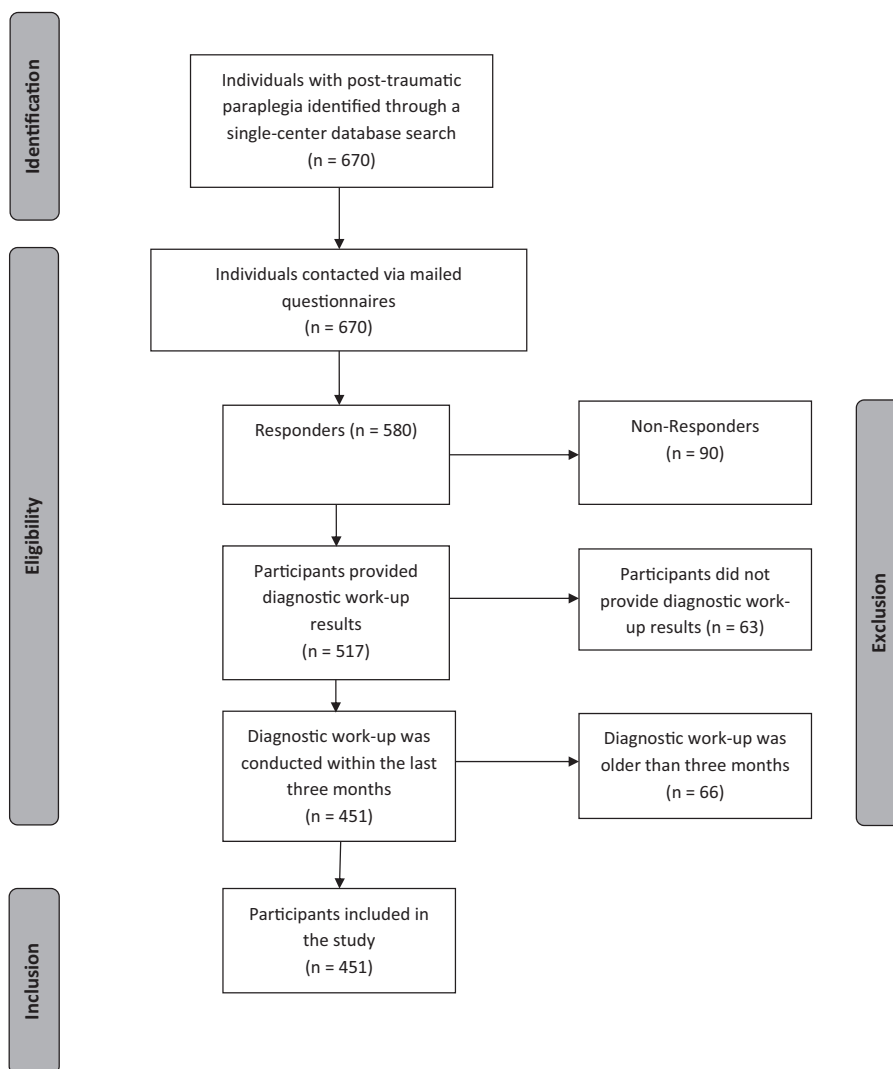 Identification
Individuals with post-traumatic
paraplegia identified through a
single-center database search
(n = 670)
Eligibility
Individuals contacted via mailed
questionnaires
(n = 670)
Responders (n = 580)
Non-Responders
(n = 90)
Exclusion
Participants provided
diagnostic work-up
results
(n = 517)
Participants did not
provide diagnostic work-
up results (n = 63)
Diagnostic work-up was
conducted within the last
three months
(n = 451)
Diagnostic work-up was
older than three months
(n = 66)
Inclusion
Participants included in
the study
(n = 451)